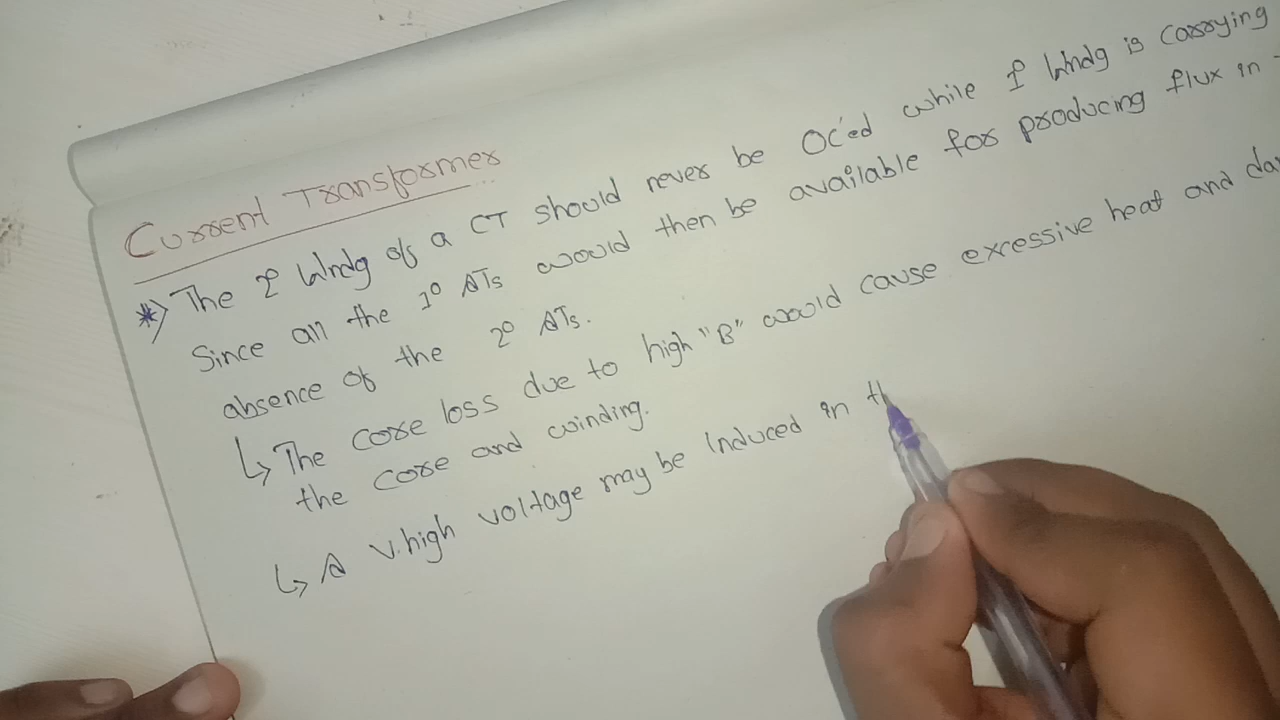 Current Transformer
*) The 2° Wndg of a CT should never be OC'ed while 1° Wndg is carrying
Since all the 1° ATs would then be available for producing flux in
absence of the 2° ATs.
↳ The core loss due to high "B" would cause excessive heat and da
the core and winding.
↳ A v.high voltage may be induced in th